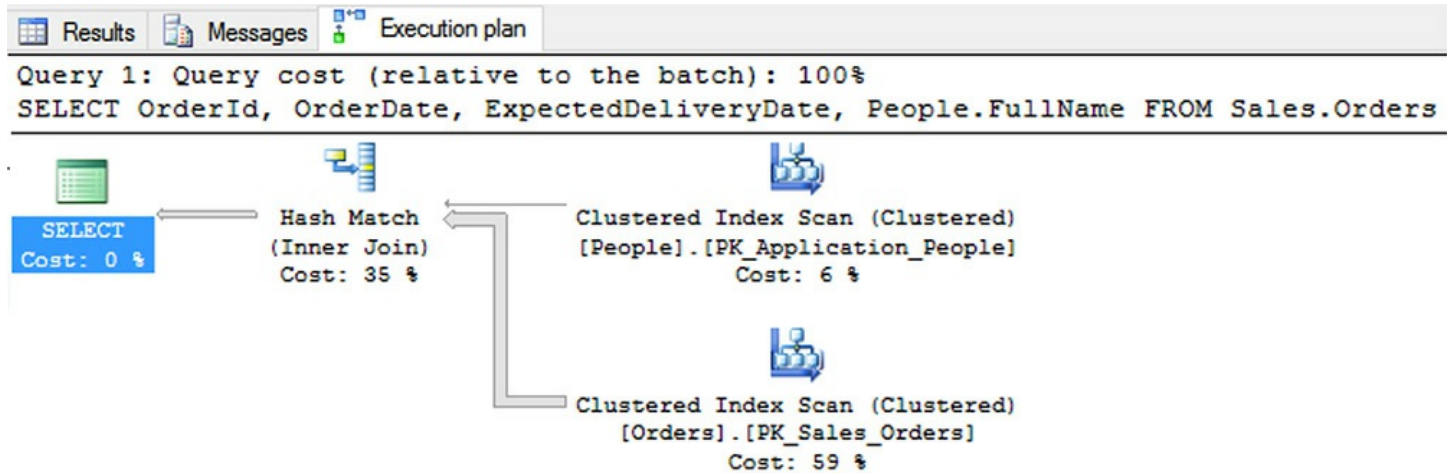 Results Messages Execution plan
Query 1: Query cost (relative to the batch): 100%
SELECT OrderId, OrderDate, ExpectedDeliveryDate, People.FullName FROM Sales.Orders
SELECT
Cost: 0 %
Hash Match
(Inner Join)
Cost: 35 %
Clustered Index Scan (Clustered)
[People].[PK_Application_People]
Cost: 6 %
Clustered Index Scan (Clustered)
[Orders].[PK_Sales_Orders]
Cost: 59 %